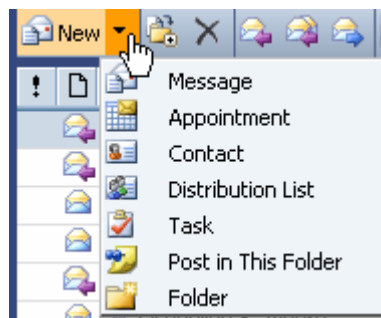 New
Message
Appointment
Contact
Distribution List
Task
Post in This Folder
Folder